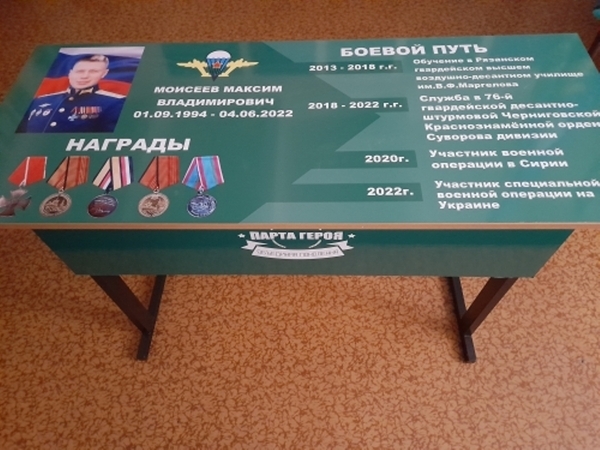 МОИСЕЕВ МАКСИМ
ВЛАДИМИРОВИЧ
01.09.1994 - 04.06.2022
НАГРАДЫ
БОЕВОЙ ПУТЬ
2013 - 2018 г.г.
Обучение в Рязанском
гвардейском высшем
воздушно-десантном училище
им.В.Ф.Маргелова
2018 - 2022 г.г.
Служба в 76-й
гвардейской десантно-
штурмовой Черниговской
Краснознамённой орден
Суворова дивизии
2020г.
Участник военной
операции в Сирии
2022г.
Участник специальной
военной операции на
Украине
ПАРТА ГЕРОЯ